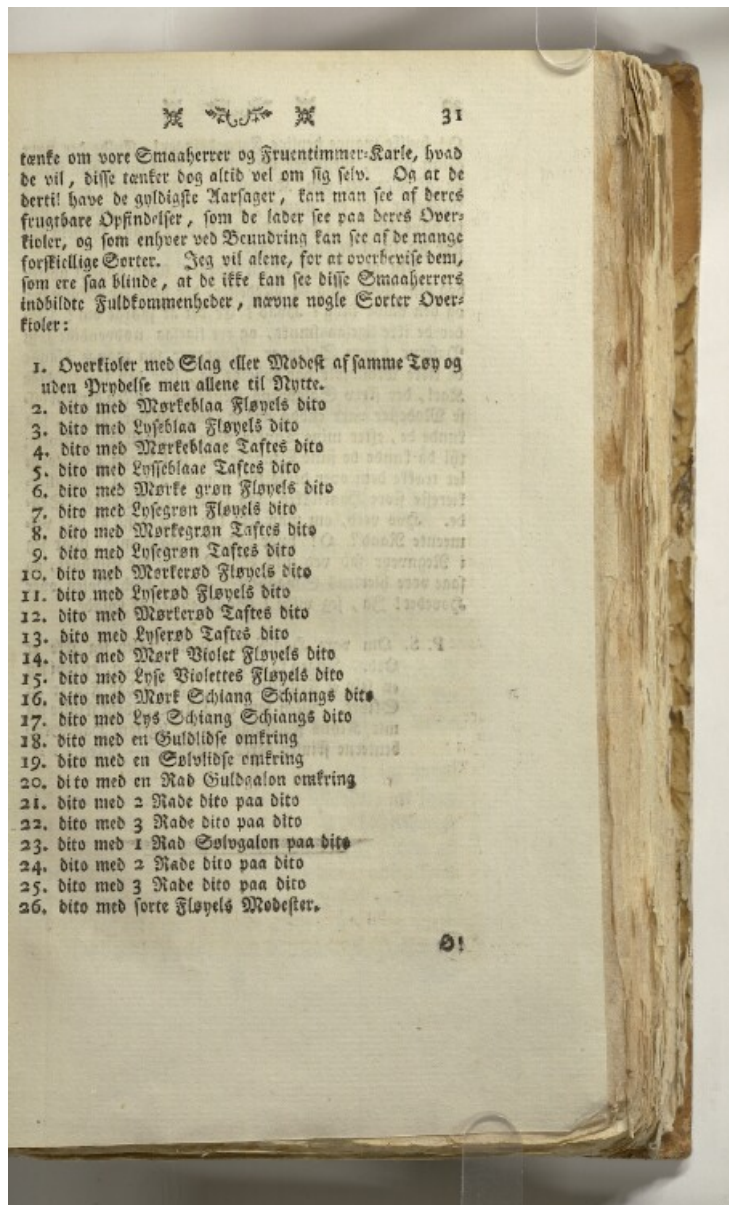 31
tænke om vore Smaaherrer og Fruentimmer-Karle, hvad
de vil, disse tænker dog altid vel om sig selv. Og at de
dertil have de gyldigste Aarsager, kan man see af deres
frugtbare Opfindelser, som de lader see paa deres Over-
kioler, og som enhver ved Beundring kan see af de mange
forskiellige Sorter. Jeg vil alene, for at overbevise dem,
som ere saa blinde, at de ikke kan see disse Smaaherrers
indbildte Fuldkommenheder, nævne nogle Sorter Over-
kioler:
1. Overkioler med Slag eller Modest af samme Tøy og
uden Prydelse men allene til Nytte.
2. dito med Mørkeblaa Fløyels dito
3. dito med Lyseblaa Fløyels dito
4. dito med Mørkeblaae Taftes dito
5. dito med Lysseblaae Taftes dito
6. dito med Mørke grøn Fløyels dito
7. dito med Lysegrøn Fløyels dito
8. dito med Mørkegrøn Taftes dito
9. dito med Lysegrøn Taftes dito
10. dito med Mørkerød Fløyels dito
11. dito med Lyserød Fløyels dito
12. dito med Mørkerød Taftes dito
13. dito med Lyserød Taftes dito
14. dito med Mørk Violet Fløyels dito
15. dito med Lyse Violettes Fløyels dito
16. dito med Mørk Schiang Schiangs dito
17. dito med Lys Schiang Schiangs dito
18. dito med en Guldlidse omkring
19. dito med en Sølvlidse omkring
20. dito med en Rad Guldgalon omkring
21. dito med 2 Rade dito paa dito
22. dito med 3 Rade dito paa dito
23. dito med 1 Rad Sølvgalon paa dito
24. dito med 2 Rade dito paa dito
25. dito med 3 Rade dito paa dito
26. dito med sorte Fløyels Modester.
Ø!